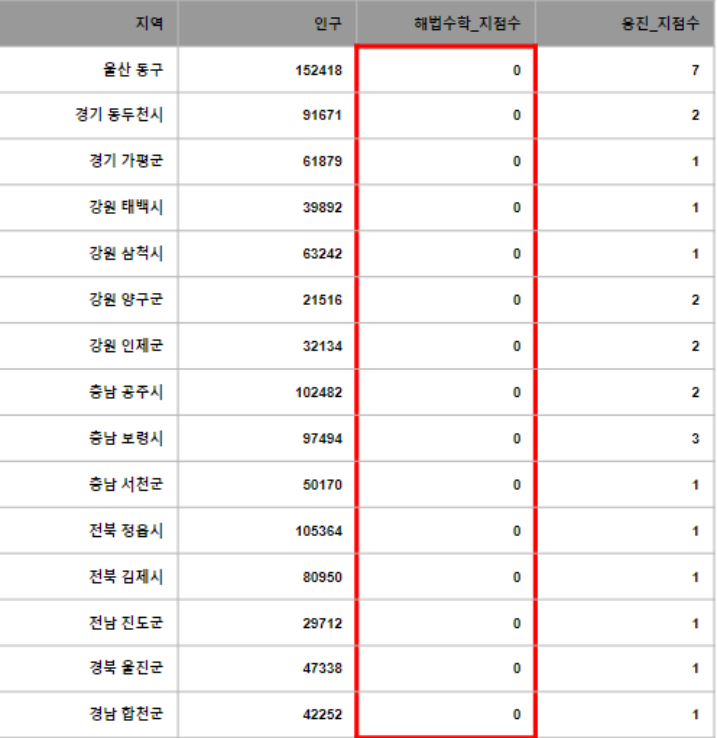 지역 인구 해법수학_지점수 웅진_지점수
울산 동구 152418 0 7
경기 동두천시 91671 0 2
경기 가평군 61879 0 1
강원 태백시 39892 0 1
강원 삼척시 63242 0 1
강원 양구군 21516 0 2
강원 인제군 32134 0 2
충남 공주시 102482 0 2
충남 보령시 97494 0 3
충남 서천군 50170 0 1
전북 정읍시 105364 0 1
전북 김제시 80950 0 1
전남 진도군 29712 0 1
경북 울진군 47338 0 1
경남 합천군 42252 0 1